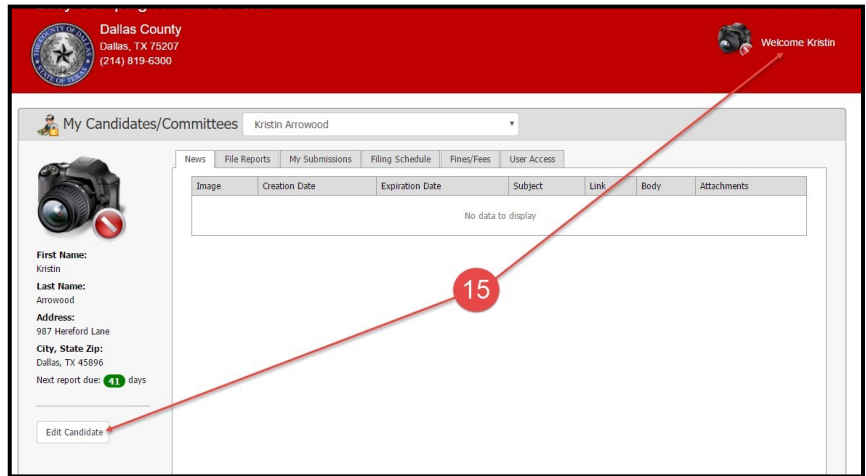 Dallas County
Dallas, TX 75207
(214) 819-6300
Welcome Kristin
My Candidates/Committees Kristin Arrowood
News File Reports My Submissions Filing Schedule Fines/Fees User Access
Image Creation Date Expiration Date Subject Link Body Attachments
No data to display
15
First Name:
Kristin
Last Name:
Arrowood
Address:
987 Hereford Lane
City, State Zip:
Dallas, TX 45896
Next report due: 41 days
Edit Candidate